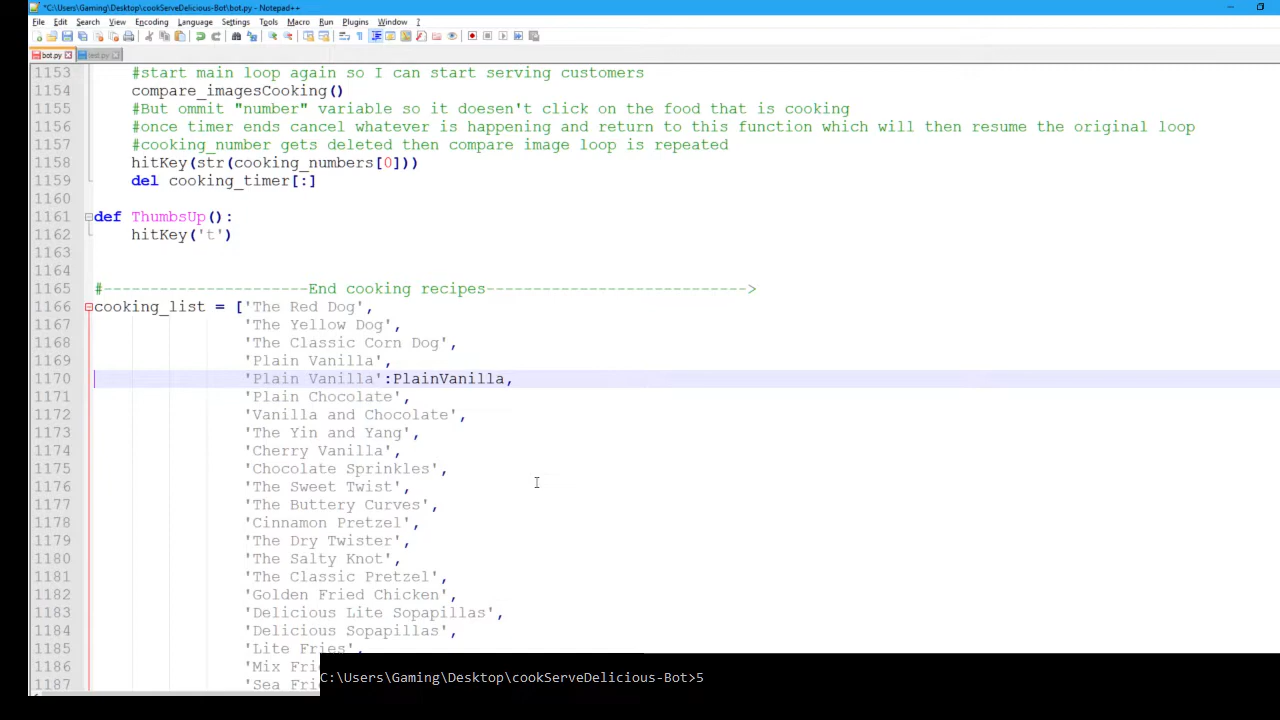 *C:\Users\Gaming\Desktop\cookServeDelicious-Bot\bot.py - Notepad++
File Edit Search View Encoding Language Settings Tools Macro Run Plugins Window ?
bot.py test.py
1153 #start main loop again so I can start serving customers
1154 compare_imagesCooking()
1155 #But ommit "number" variable so it doesen't click on the food that is cooking
1156 #once timer ends cancel whatever is happening and return to this function which will then resume the original loop
1157 #cooking_number gets deleted then compare image loop is repeated
1158 hitKey(str(cooking_numbers[0]))
1159 del cooking_timer[:]
1160
1161 def ThumbsUp():
1162 hitKey('t')
1163
1164
1165 #----------------------End cooking recipes---------------------------->
1166 cooking_list = ['The Red Dog',
1167 'The Yellow Dog',
1168 'The Classic Corn Dog',
1169 'Plain Vanilla',
1170 'Plain Vanilla':PlainVanilla,
1171 'Plain Chocolate',
1172 'Vanilla and Chocolate',
1173 'The Yin and Yang',
1174 'Cherry Vanilla',
1175 'Chocolate Sprinkles',
1176 'The Sweet Twist',
1177 'The Buttery Curves',
1178 'Cinnamon Pretzel',
1179 'The Dry Twister',
1180 'The Salty Knot',
1181 'The Classic Pretzel',
1182 'Golden Fried Chicken',
1183 'Delicious Lite Sopapillas',
1184 'Delicious Sopapillas',
1185 'Lite Fries',
1186 'Mix Fri
1187 'Sea Fri
C:\Users\Gaming\Desktop\cookServeDelicious-Bot>5